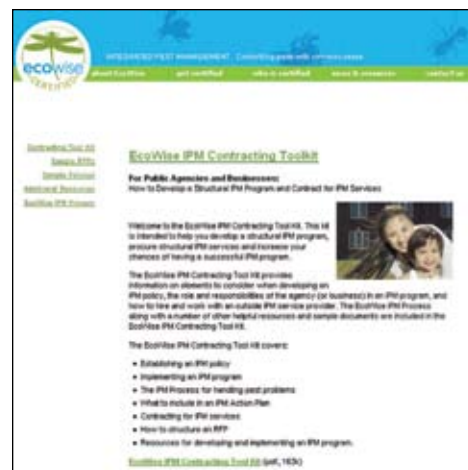 ecowise
CERTIFIED
INTEGRATED PEST MANAGEMENT Controlling pests with common sense
about EcoWise get certified who is certified news & resources contact us
Contracting Tool Kit
Sample RFPs
Sample
Additional Resources
EcoWise IPM Process
EcoWise IPM Contracting Toolkit
For Public Agencies and Businesses:
How to Develop a Structural IPM Program and Contract for IPM Services
Welcome to the EcoWise IPM Contracting Tool Kit. This kit
is intended to help you develop a structural IPM program,
procure structural IPM services and increase your
chances of having a successful IPM program.
The EcoWise IPM Contracting Tool Kit provides
information on elements to consider when developing an
IPM policy, the role and responsibilities of the agency (or business) in an IPM program, and
how to hire and work with an outside IPM service provider. The EcoWise IPM Process
along with a number of other helpful resources and sample documents are included in the
EcoWise IPM Contracting Tool Kit.
The EcoWise IPM Contracting Tool Kit covers:
• Establishing an IPM policy
• Implementing an IPM program
• The IPM Process for handling pest problems
• What to include in an IPM Action Plan
• Contracting for IPM services
• How to structure an RFP
• Resources for developing and implementing an IPM program.
EcoWise IPM Contracting Tool Kit (pdf, 163k)